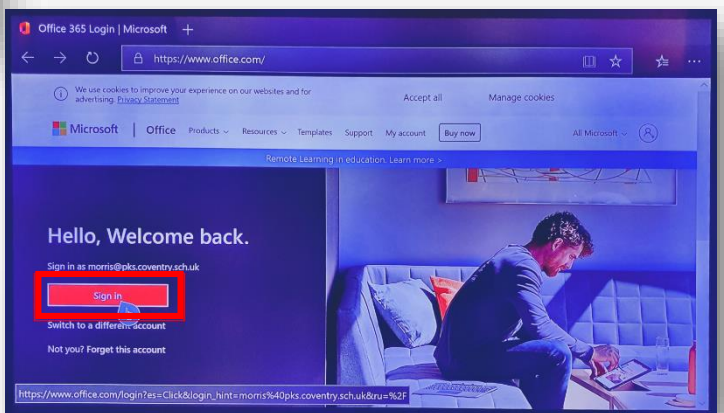 Office 365 Login | Microsoft
https://www.office.com/
We use cookies to improve your experience on our websites and for
advertising. Privacy Statement
Accept all
Manage cookies
Microsoft | Office Products Resources Templates Support My account Buy now All Microsoft
Remote Learning in education. Learn more >
Hello, Welcome back.
Sign in as morris@pks.coventry.sch.uk
Sign in
Switch to a different account
Not you? Forget this account
https://www.office.com/login?es=Click&login_hint=morris%40pks.coventry.sch.uk&ru=%2F